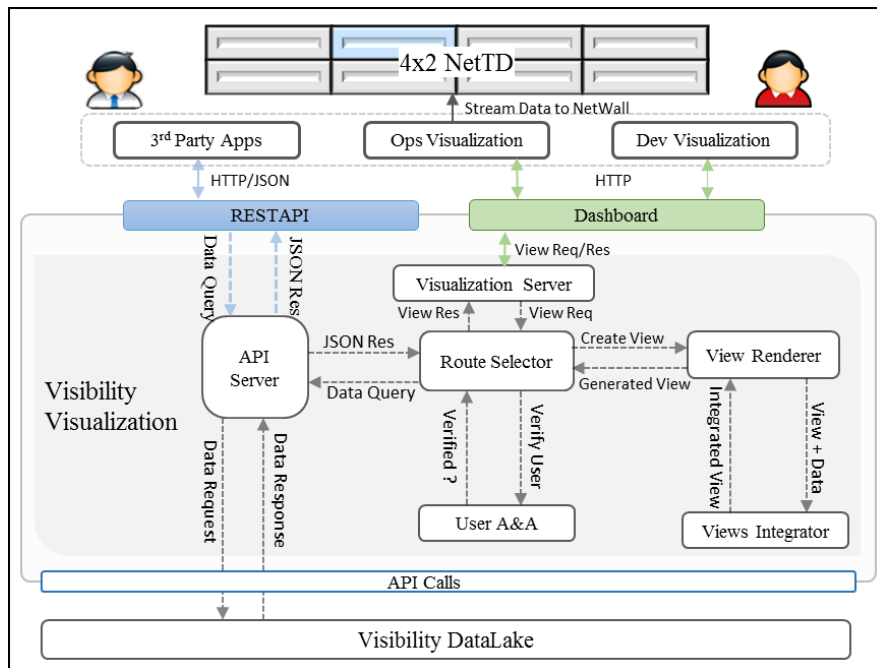 4x2 NetTD
Stream Data to NetWall
3rd Party Apps
Ops Visualization
Dev Visualization
HTTP/JSON
HTTP
RESTAPI
Dashboard
Data Query
JSON Res
View Req/Res
Visualization Server
View Res
View Req
API
Server
JSON Res
Data Query
Route Selector
Create View
Generated View
View Renderer
Visibility
Visualization
Data Request
Data Response
Verified ?
Verify User
Integrated View
View + Data
User A&A
Views Integrator
API Calls
Visibility DataLake